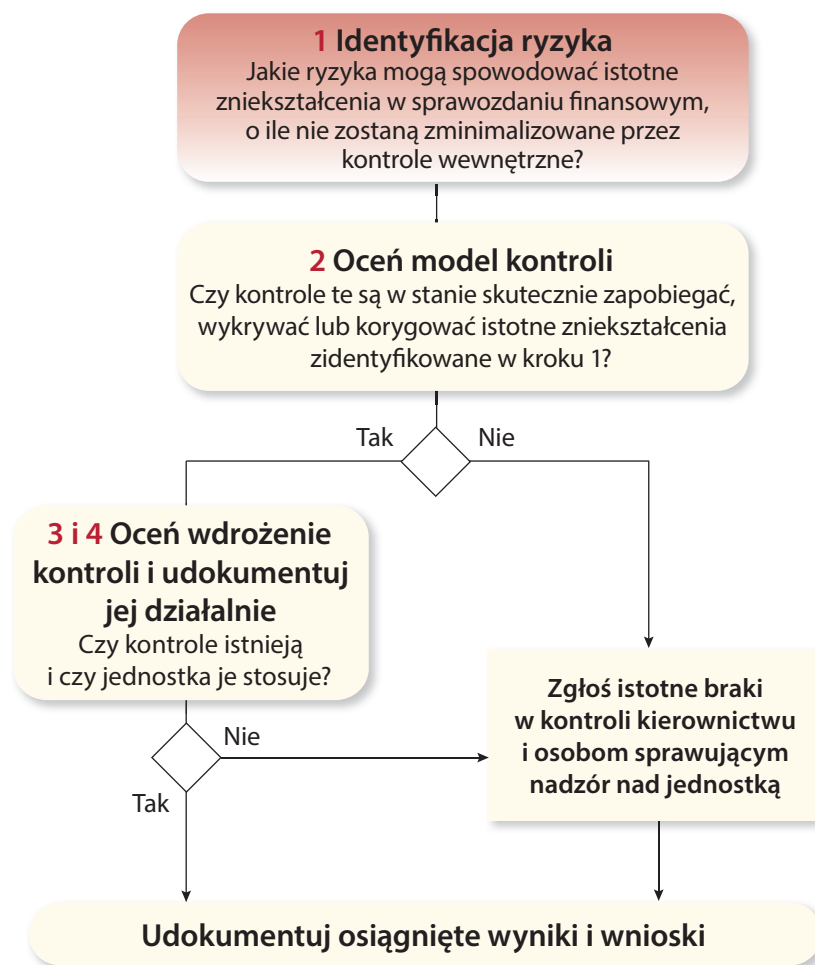 1 Identyfikacja ryzyka
Jakie ryzyka mogą spowodować istotne
zniekształcenia w sprawozdaniu finansowym,
o ile nie zostaną zminimalizowane przez
kontrole wewnętrzne?
2 Oceń model kontroli
Czy kontrole te są w stanie skutecznie zapobiegać,
wykrywać lub korygować istotne zniekształcenia
zidentyfikowane w kroku 1?
Tak
Nie
3 i 4 Oceń wdrożenie
kontroli i udokumentuj
jej działalnie
Czy kontrole istnieją
i czy jednostka je stosuje?
Nie
Tak
Zgłoś istotne braki
w kontroli kierownictwu
i osobom sprawującym
nadzór nad jednostką
Udokumentuj osiągnięte wyniki i wnioski